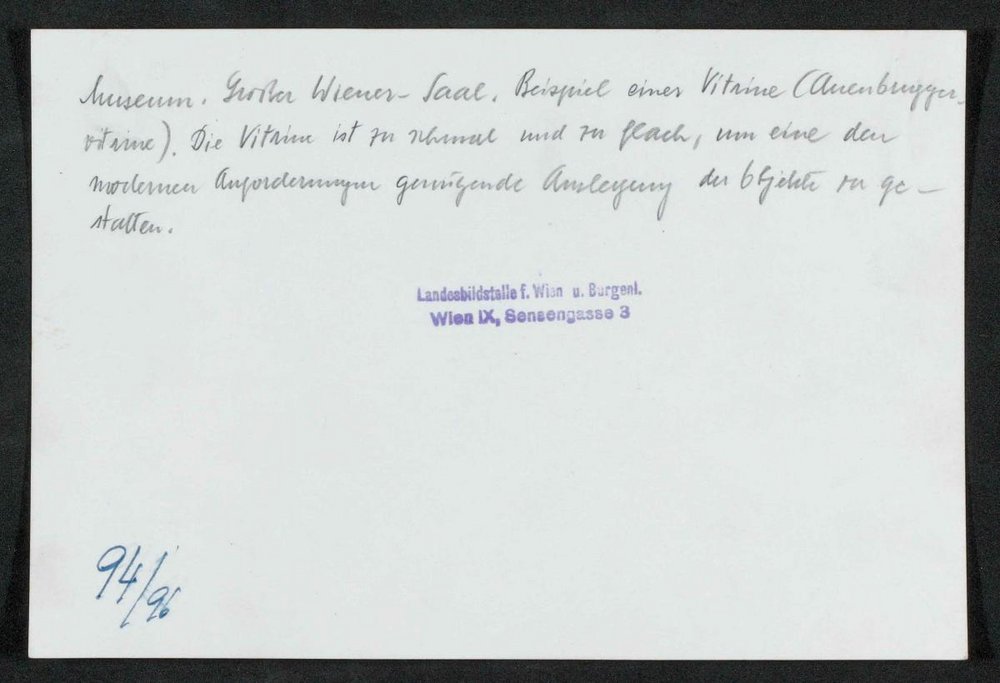 Museum. Großer Wiener-Saal. Beispiel einer Vitrine (Auenbrugger-
vitrine). Die Vitrine ist zu schmal und zu flach, um eine den
modernen Anforderungen genügende Auslegung der Objekte zu ge-
stalten.
Landesbildstelle f. Wien u. Burgenl.
Wien IX, Sensengasse 3
94/96